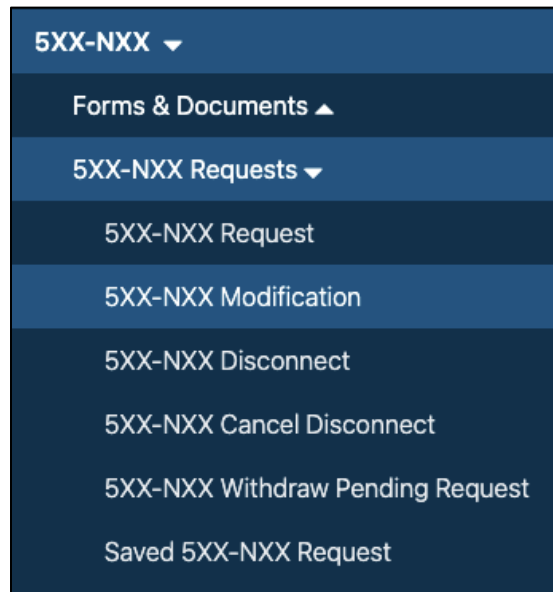 5XX-NXX
Forms & Documents
5XX-NXX Requests
5XX-NXX Request
5XX-NXX Modification
5XX-NXX Disconnect
5XX-NXX Cancel Disconnect
5XX-NXX Withdraw Pending Request
Saved 5XX-NXX Request